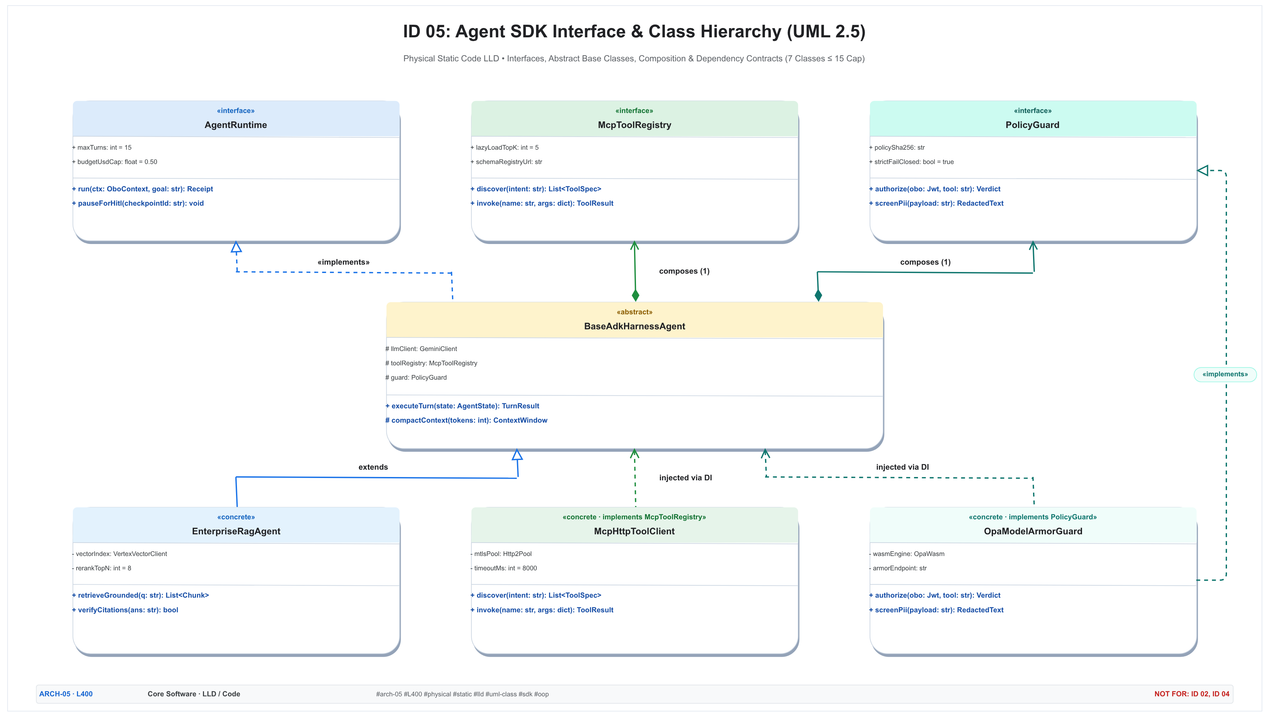 ID 05: Agent SDK Interface & Class Hierarchy (UML 2.5)
Physical Static Code LLD • Interfaces, Abstract Base Classes, Composition & Dependency Contracts (7 Classes ≤ 15 Cap)
«interface»
AgentRuntime
+ maxTurns: int = 15
+ budgetUsdCap: float = 0.50
+ run(ctx: OboContext, goal: str): Receipt
+ pauseForHitl(checkpointId: str): void
«interface»
McpToolRegistry
+ lazyLoadTopK: int = 5
+ schemaRegistryUrl: str
+ discover(intent: str): List<ToolSpec>
+ invoke(name: str, args: dict): ToolResult
«interface»
PolicyGuard
+ policySha256: str
+ strictFailClosed: bool = true
+ authorize(obo: Jwt, tool: str): Verdict
+ screenPii(payload: str): RedactedText
«implements»
composes (1)
composes (1)
«abstract»
BaseAdkHarnessAgent
# llmClient: GeminiClient
# toolRegistry: McpToolRegistry
# guard: PolicyGuard
+ executeTurn(state: AgentState): TurnResult
# compactContext(tokens: int): ContextWindow
«implements»
extends
injected via DI
injected via DI
«concrete»
EnterpriseRagAgent
- vectorIndex: VertexVectorClient
- rerankTopN: int = 8
+ retrieveGrounded(q: str): List<Chunk>
+ verifyCitations(ans: str): bool
«concrete · implements McpToolRegistry»
McpHttpToolClient
- mtlsPool: Http2Pool
- timeoutMs: int = 8000
+ discover(intent: str): List<ToolSpec>
+ invoke(name: str, args: dict): ToolResult
«concrete · implements PolicyGuard»
OpaModelArmorGuard
- wasmEngine: OpaWasm
- armorEndpoint: str
+ authorize(obo: Jwt, tool: str): Verdict
+ screenPii(payload: str): RedactedText
ARCH-05 · L400
Core Software · LLD / Code
#arch-05 #L400 #physical #static #lld #uml-class #sdk #oop
NOT FOR: ID 02, ID 04